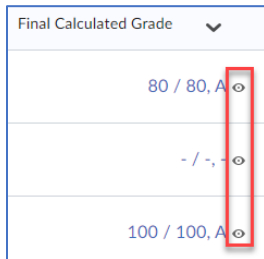 Final Calculated Grade
80 / 80, A
- / -, -
100 / 100, A